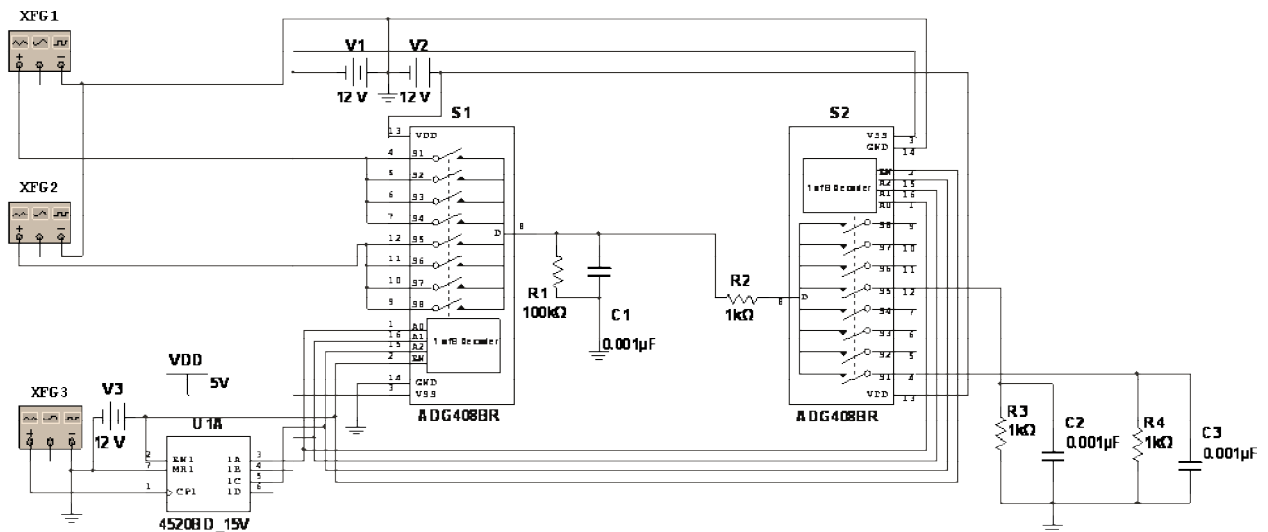 XFG1
V1
V2
12 V
12 V
S1
S2
13
VDD
4
S1
5
S2
6
S3
7
S4
12
S5
11
S6
10
S7
9
S8
D
8
1
A0
16
A1
15
A2
2
EN
1 of 8 Decoder
14
GND
3
VSS
ADG408BR
XFG2
R1
100kΩ
C1
0.001µF
R2
1kΩ
VSS
3
GND
14
EN
2
A2
15
A1
16
A0
1
1 of 8 Decoder
S8
9
S7
10
S6
11
S5
12
S4
7
S3
6
S2
5
S1
4
VDD
13
D
8
ADG408BR
VDD
5V
XFG3
V3
12 V
U1A
2
EN1
7
MR1
1
CP1
1A
3
1B
4
1C
5
1D
6
4520BD_15V
R3
1kΩ
C2
0.001µF
R4
1kΩ
C3
0.001µF